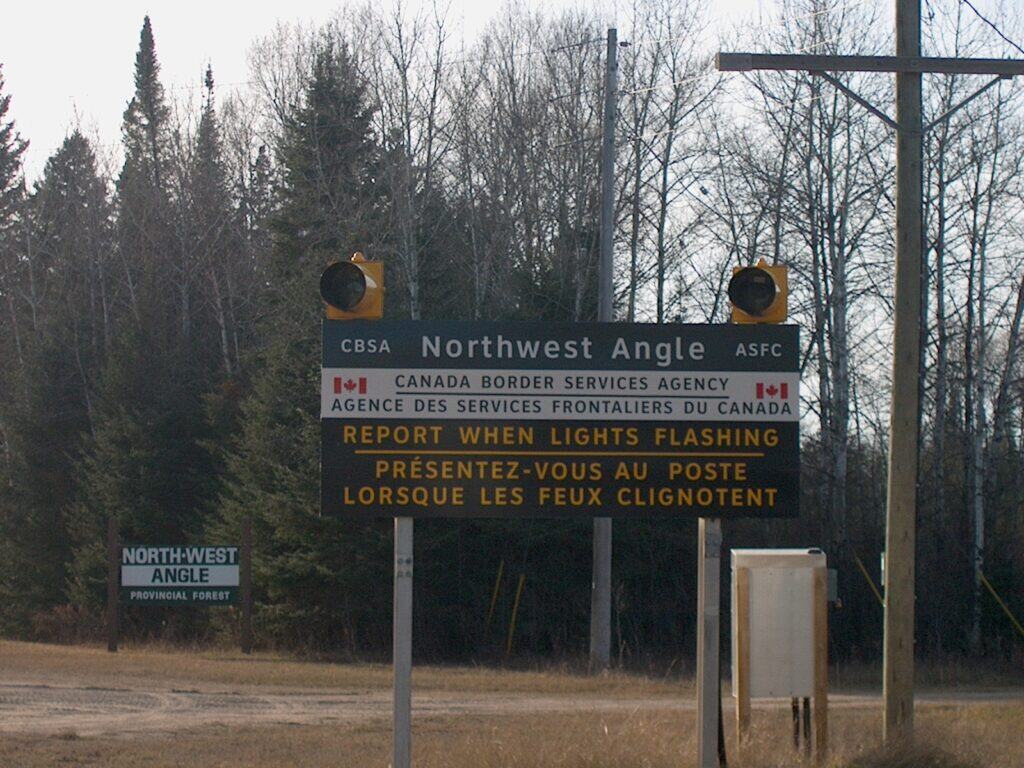 CBSA Northwest Angle ASFC
CANADA BORDER SERVICES AGENCY
AGENCE DES SERVICES FRONTALIERS DU CANADA
REPORT WHEN LIGHTS FLASHING
PRÉSENTEZ-VOUS AU POSTE
LORSQUE LES FEUX CLIGNOTENT
NORTH-WEST
ANGLE
PROVINCIAL FOREST